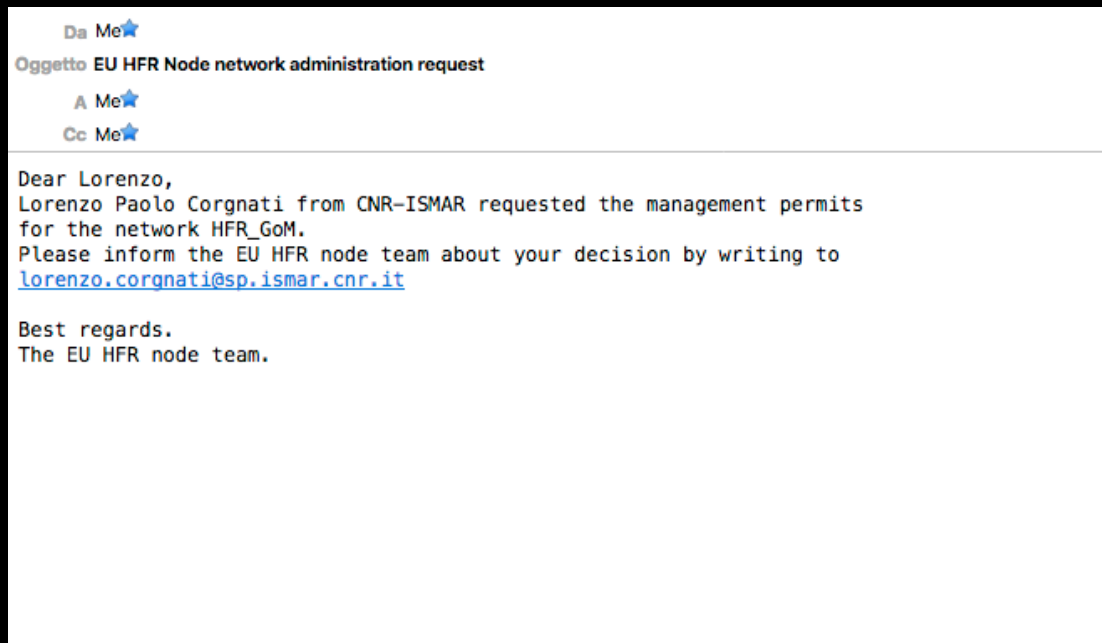 Da Me
Oggetto EU HFR Node network administration request
A Me
Cc Me
Dear Lorenzo,
Lorenzo Paolo Corgnati from CNR-ISMAR requested the management permits
for the network HFR_GoM.
Please inform the EU HFR node team about your decision by writing to
lorenzo.corgnati@sp.ismar.cnr.it
Best regards.
The EU HFR node team.